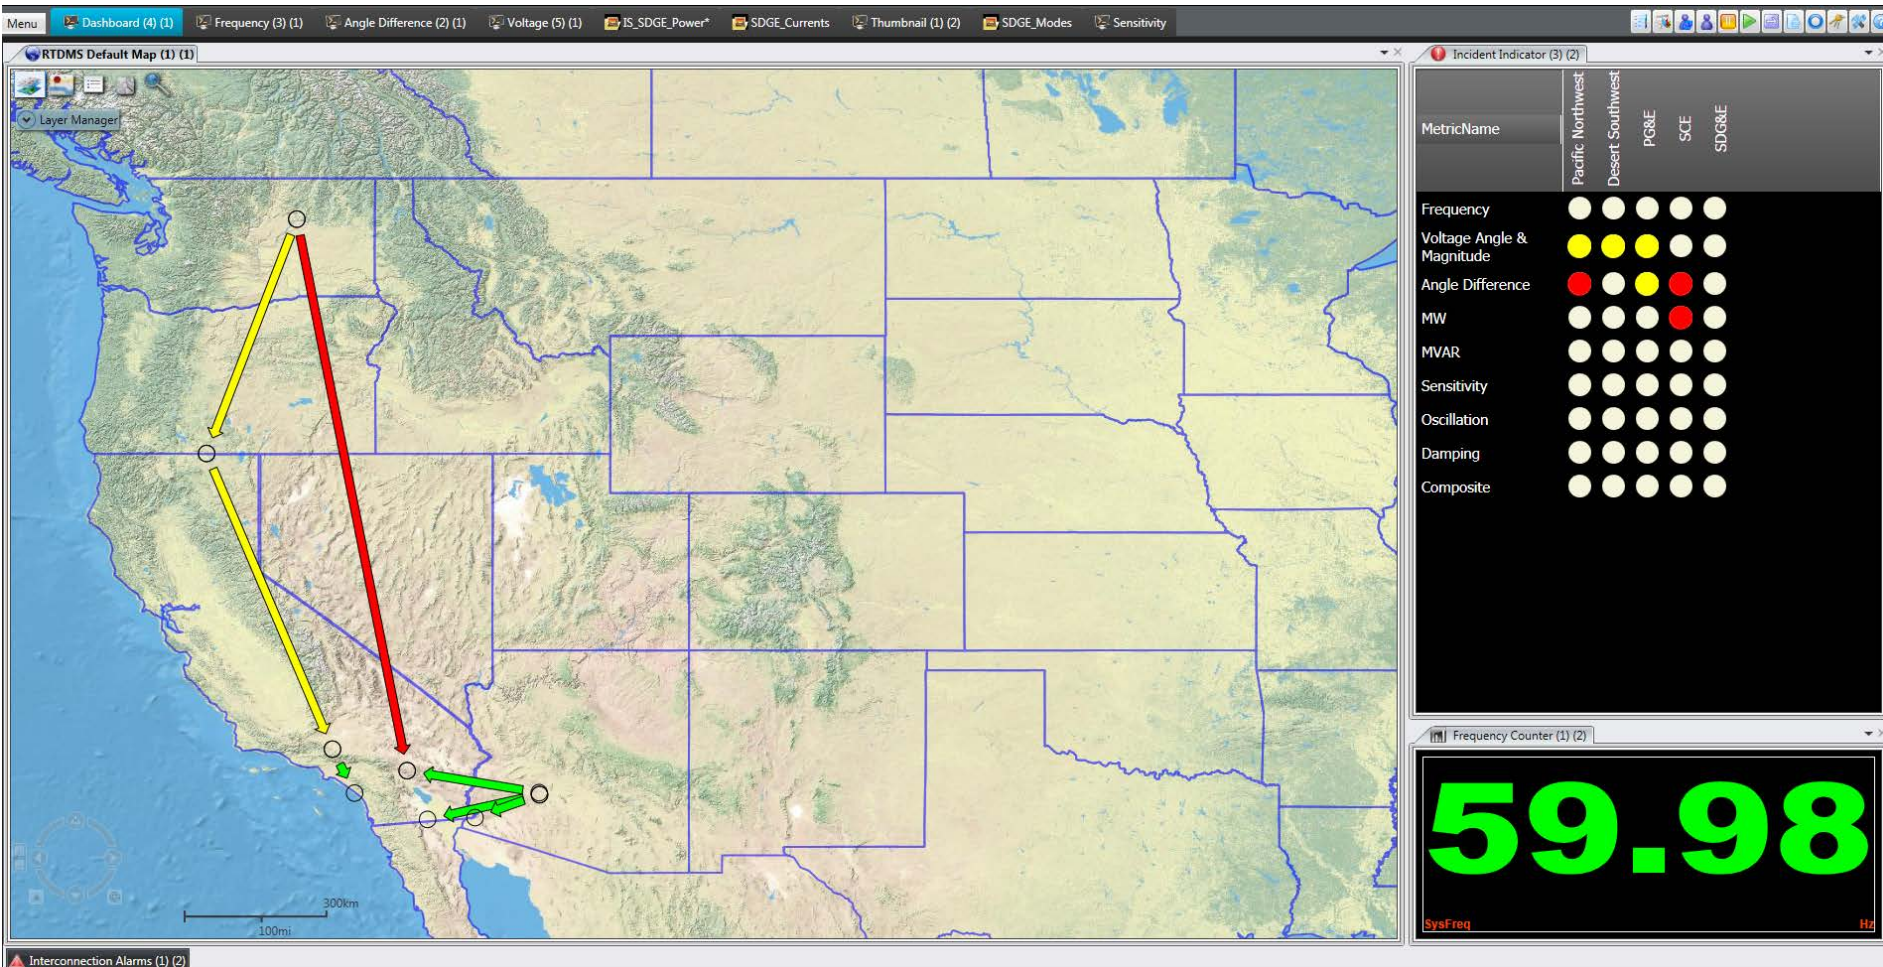 Menu
Dashboard (4) (1)
Frequency (3) (1)
Angle Difference (2) (1)
Voltage (5) (1)
IS_SDGE_Power*
SDGE_Currents
Thumbnail (1) (2)
SDGE_Modes
Sensitivity
RTDMS Default Map (1) (1)
Layer Manager
300km
100mi
Incident Indicator (3) (2)
MetricName
Pacific Northwest
Desert Southwest
PG&E
SCE
SDG&E
Frequency
Voltage Angle &
Magnitude
Angle Difference
MW
MVAR
Sensitivity
Oscillation
Damping
Composite
Frequency Counter (1) (2)
59.98
SysFreq
Hz
Interconnection Alarms (1) (2)